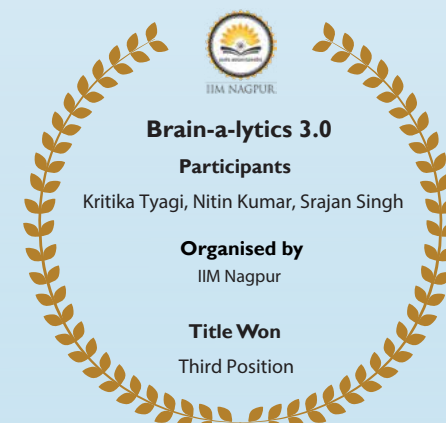 IIM NAGPUR
Brain-a-lytics 3.0
Participants
Kritika Tyagi, Nitin Kumar, Srajan Singh
Organised by
IIM Nagpur
Title Won
Third Position